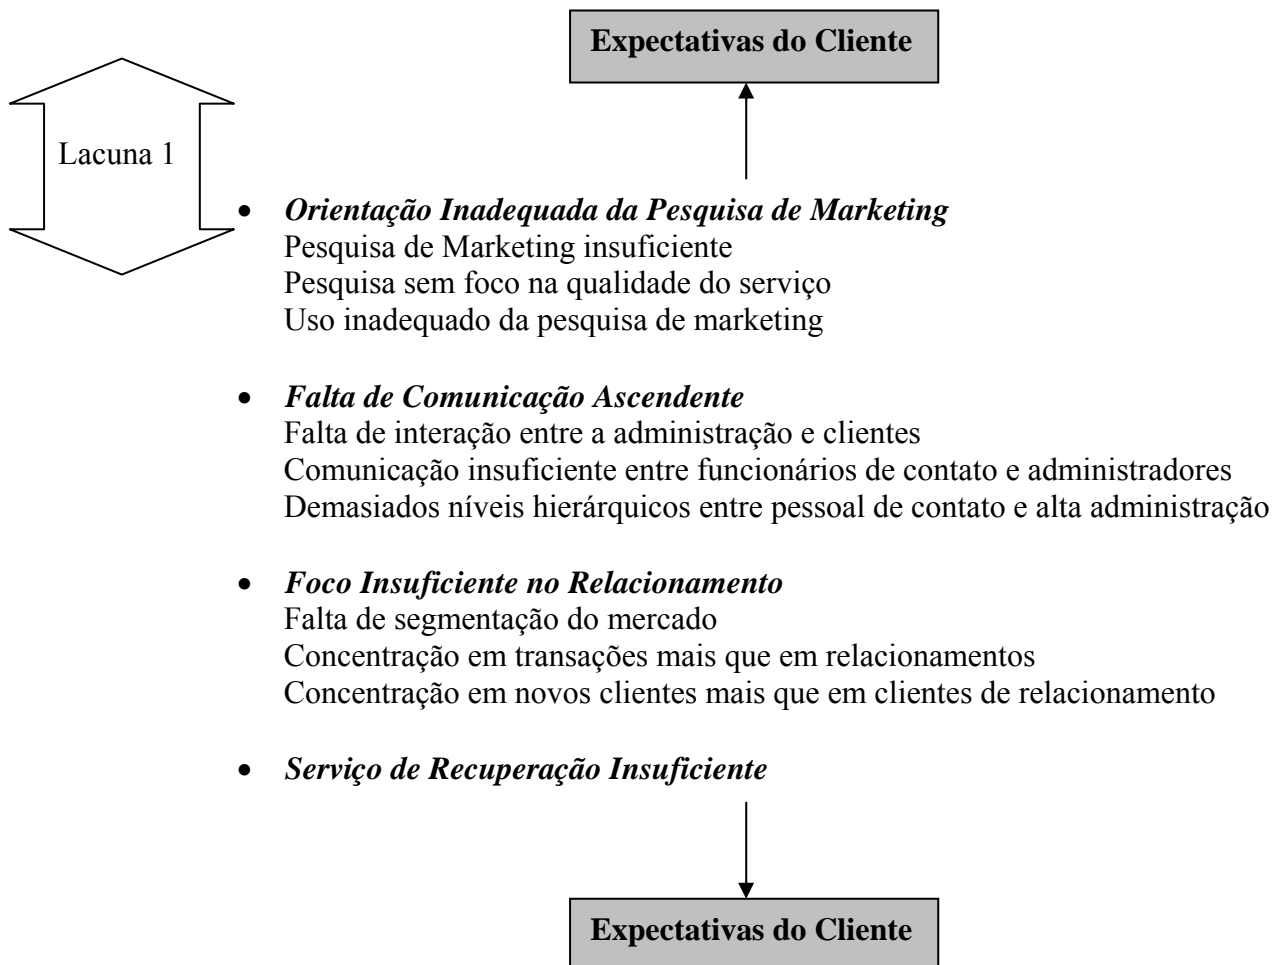 Expectativas do Cliente
Lacuna 1
• Orientação Inadequada da Pesquisa de Marketing
Pesquisa de Marketing insuficiente
Pesquisa sem foco na qualidade do serviço
Uso inadequado da pesquisa de marketing
• Falta de Comunicação Ascendente
Falta de interação entre a administração e clientes
Comunicação insuficiente entre funcionários de contato e administradores
Demasiados níveis hierárquicos entre pessoal de contato e alta administração
• Foco Insuficiente no Relacionamento
Falta de segmentação do mercado
Concentração em transações mais que em relacionamentos
Concentração em novos clientes mais que em clientes de relacionamento
• Serviço de Recuperação Insuficiente
Expectativas do Cliente